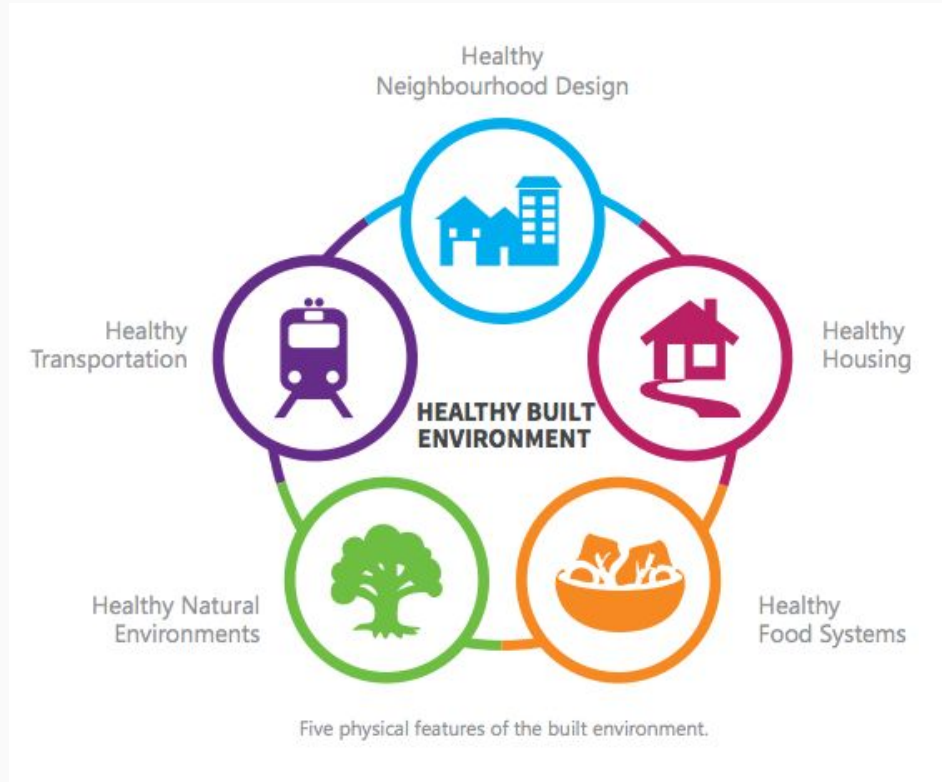 Healthy
Neighbourhood Design
Healthy
Transportation
Healthy
Housing
HEALTHY BUILT
ENVIRONMENT
Healthy Natural
Environments
Healthy
Food Systems
Five physical features of the built environment.